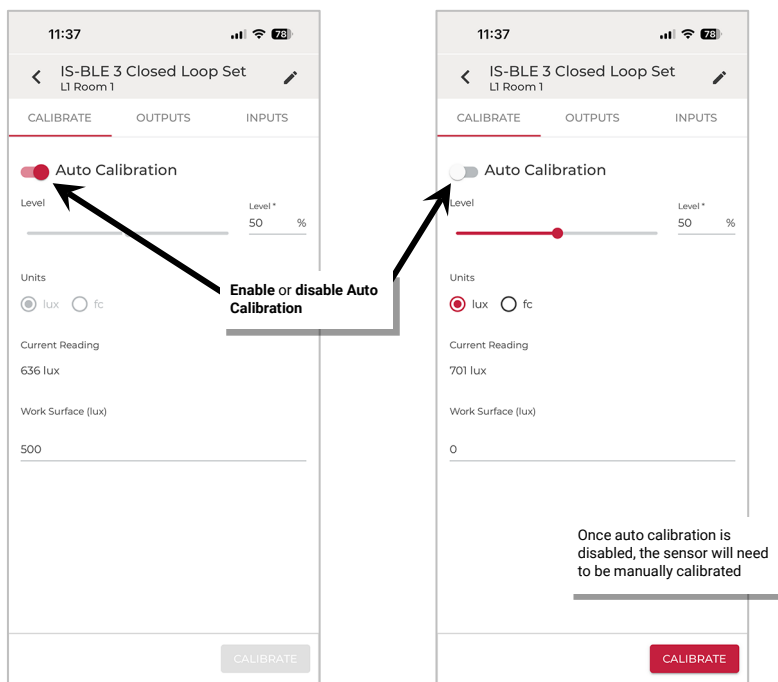 11:37
78
IS-BLE 3 Closed Loop Set
L1 Room 1
CALIBRATE OUTPUTS INPUTS
Auto Calibration
Level
Level *
50 %
Units
lux fc
Current Reading
636 lux
Work Surface (lux)
500
CALIBRATE
Enable or disable Auto
Calibration
11:37
78
IS-BLE 3 Closed Loop Set
L1 Room 1
CALIBRATE OUTPUTS INPUTS
Auto Calibration
Level
Level *
50 %
Units
lux fc
Current Reading
701 lux
Work Surface (lux)
0
Once auto calibration is
disabled, the sensor will need
to be manually calibrated
CALIBRATE